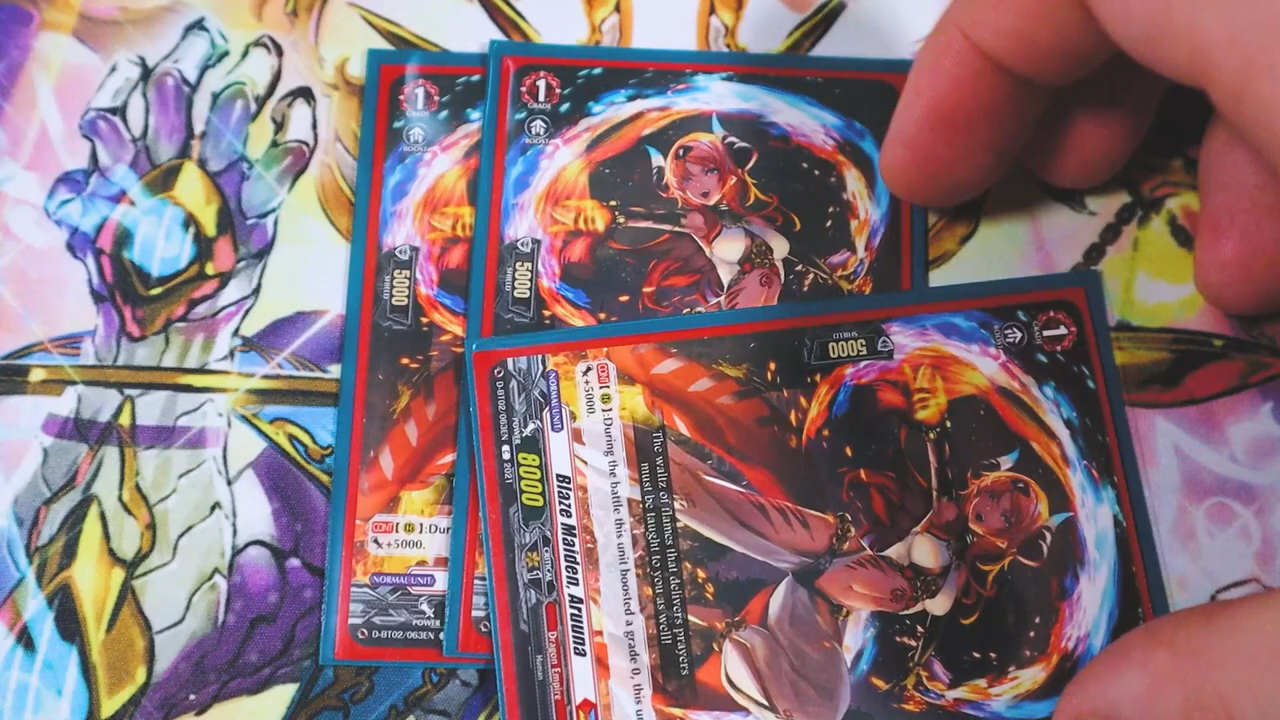 1
GRADE
BOOST
5000
SHIELD
CONT[ ]:Dur
+5000.
NORMAL UNIT
POWER
D-BT02/063EN
1
GRADE
BOOST
5000
SHIELD
1
GRADE
BOOST
5000
SHIELD
The waltz of flames that delivers prayers
must be taught to you as well!
CONT[ ]:During the battle this unit boosted a grade 0, this
+5000.
NORMAL UNIT
Blaze Maiden, Arouna
POWER 8000
CRITICAL 1
Dragon Empire
Human
D-BT02/063EN C 2021